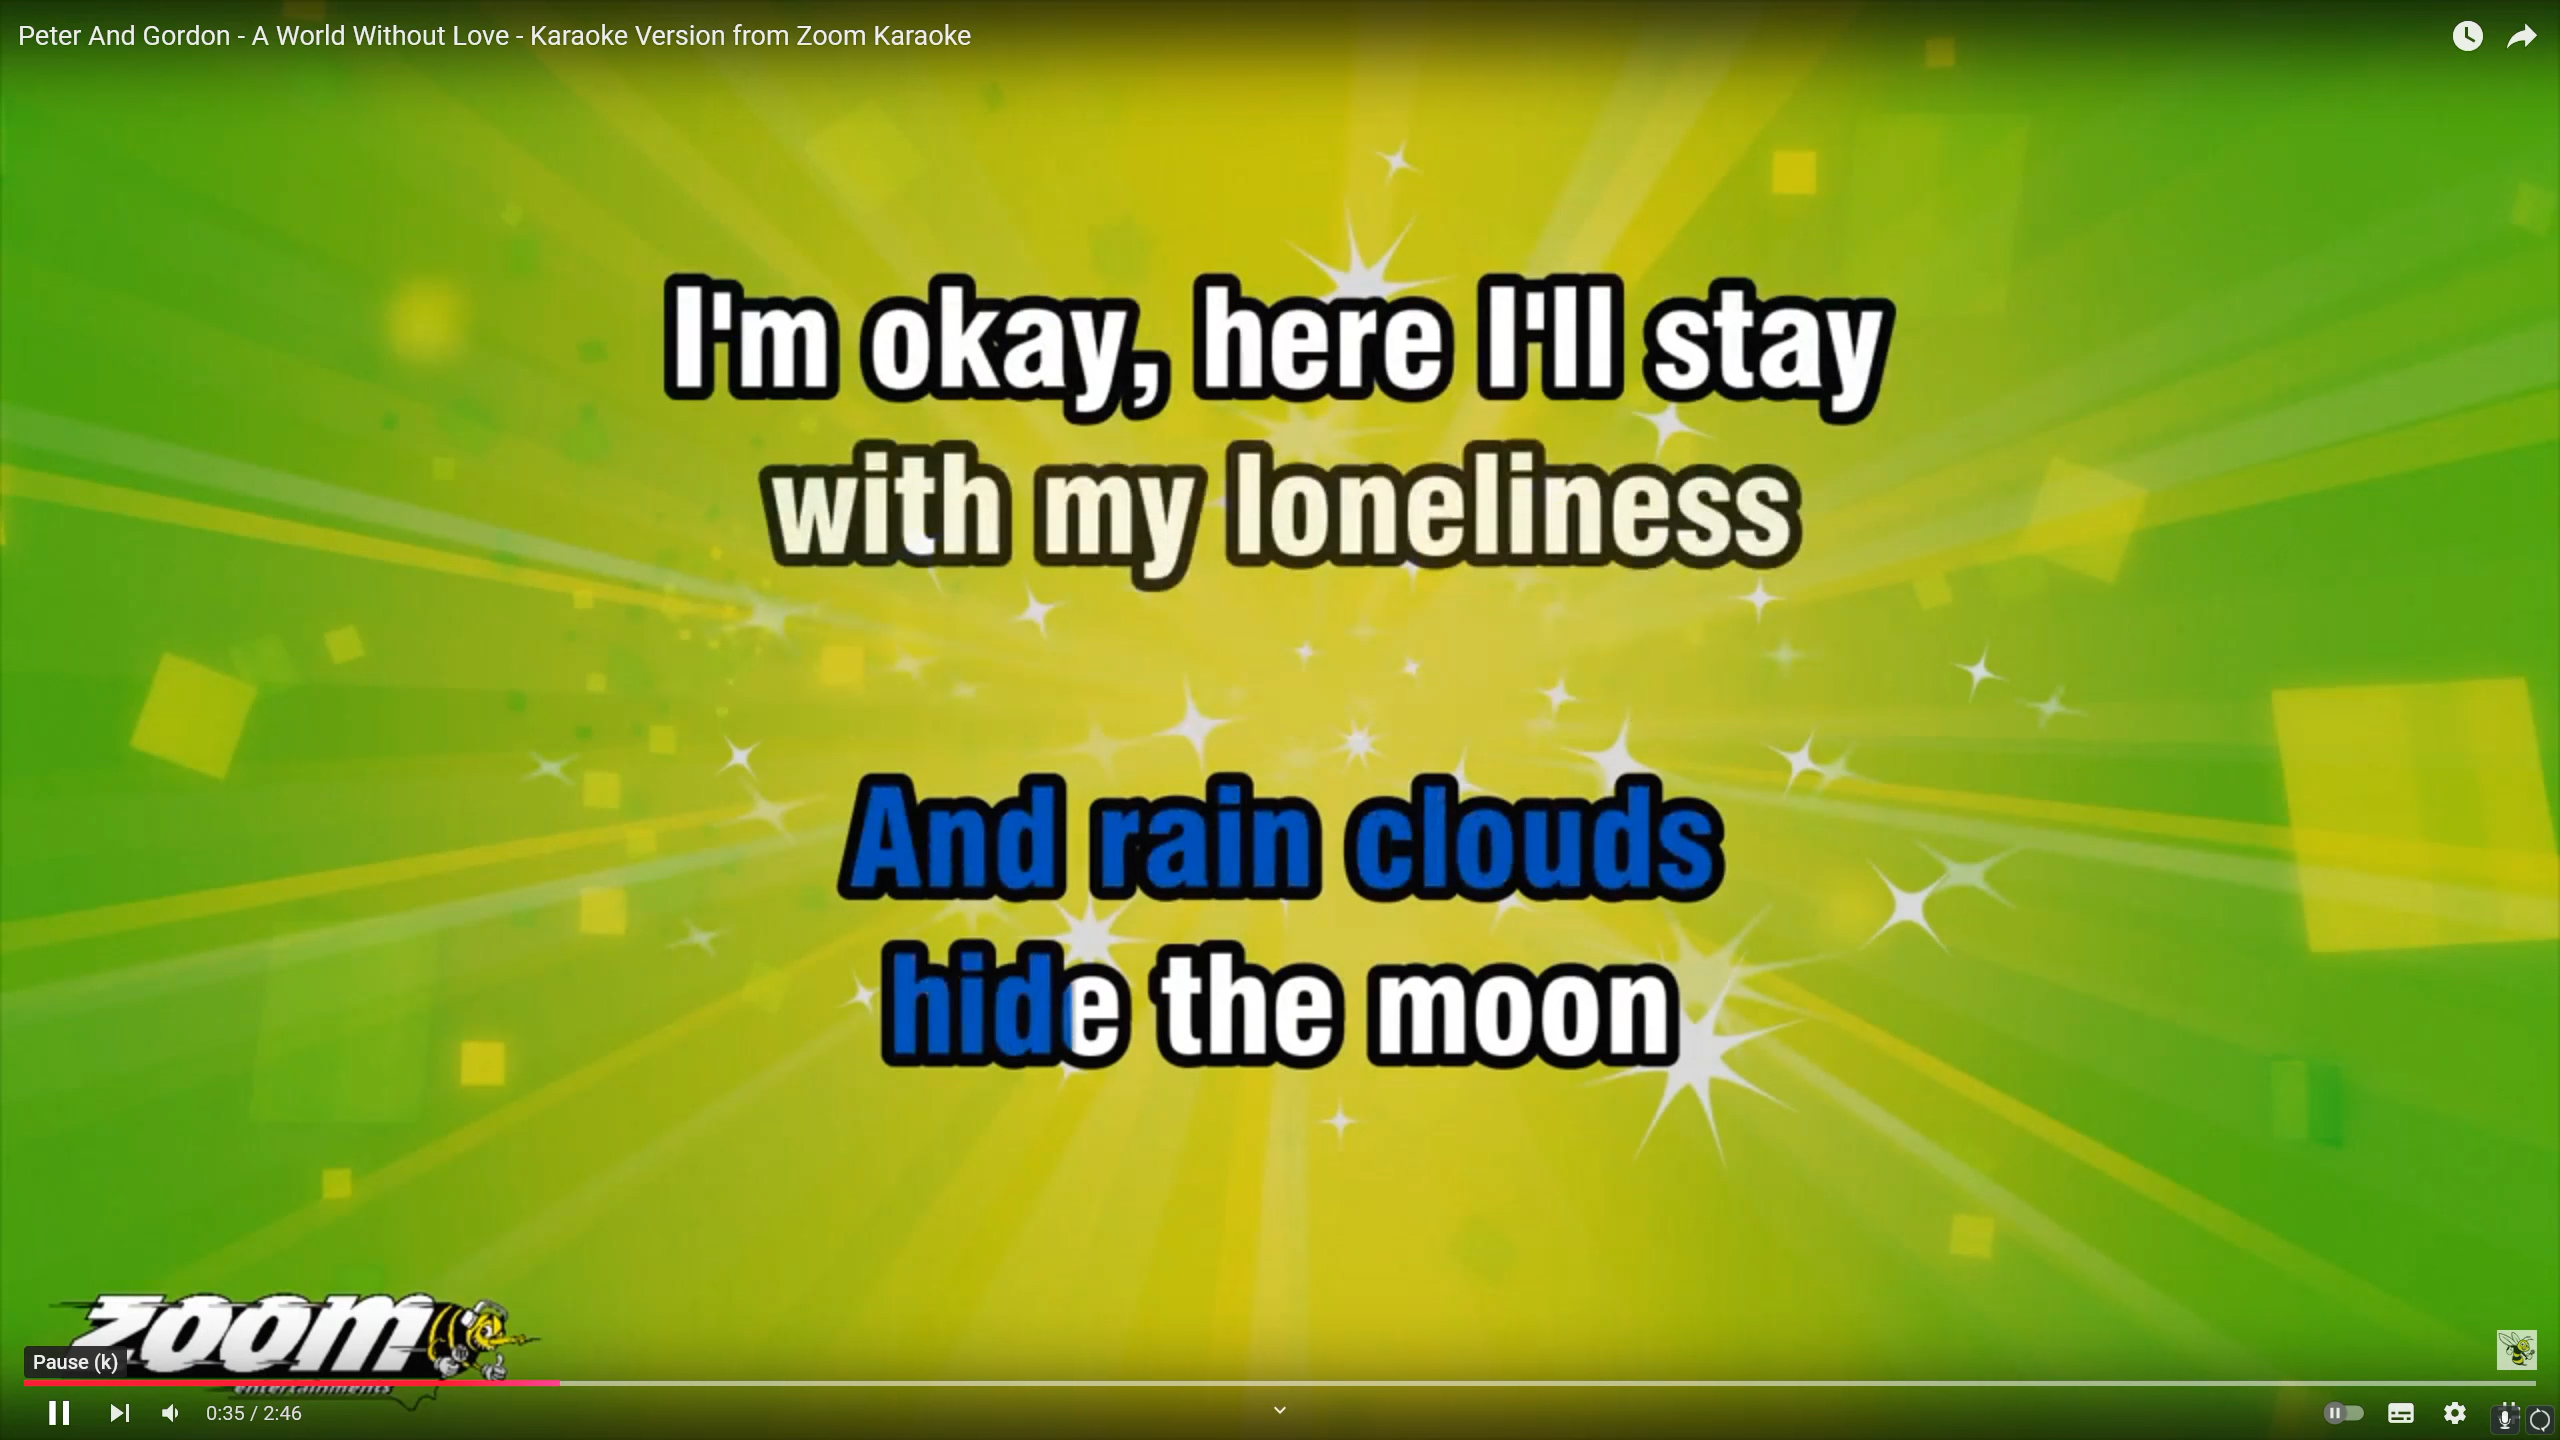 Peter And Gordon - A World Without Love - Karaoke Version from Zoom Karaoke
I'm okay, here I'll stay
with my loneliness
And rain clouds
hide the moon
zoom
entertainments
Pause (k)
0:35 / 2:46